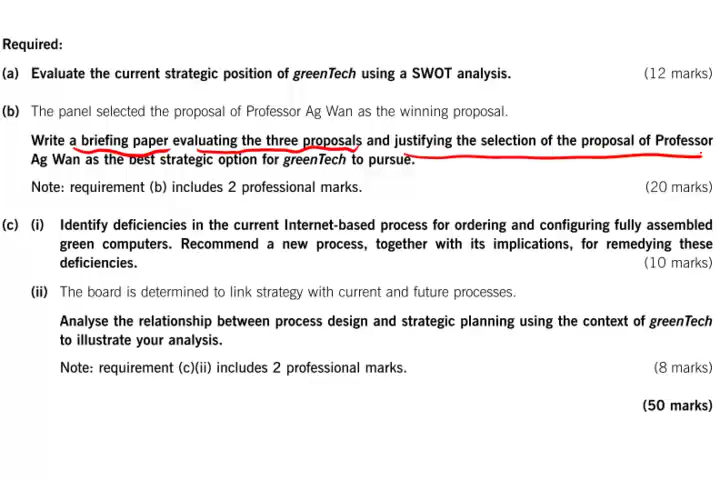 Required:
(a) Evaluate the current strategic position of greenTech using a SWOT analysis. (12 marks)
(b) The panel selected the proposal of Professor Ag Wan as the winning proposal.
Write a briefing paper evaluating the three proposals and justifying the selection of the proposal of Professor
Ag Wan as the best strategic option for greenTech to pursue.
Note: requirement (b) includes 2 professional marks. (20 marks)
(c) (i) Identify deficiencies in the current Internet-based process for ordering and configuring fully assembled
green computers. Recommend a new process, together with its implications, for remedying these
deficiencies. (10 marks)
(ii) The board is determined to link strategy with current and future processes.
Analyse the relationship between process design and strategic planning using the context of greenTech
to illustrate your analysis.
Note: requirement (c)(ii) includes 2 professional marks. (8 marks)
(50 marks)